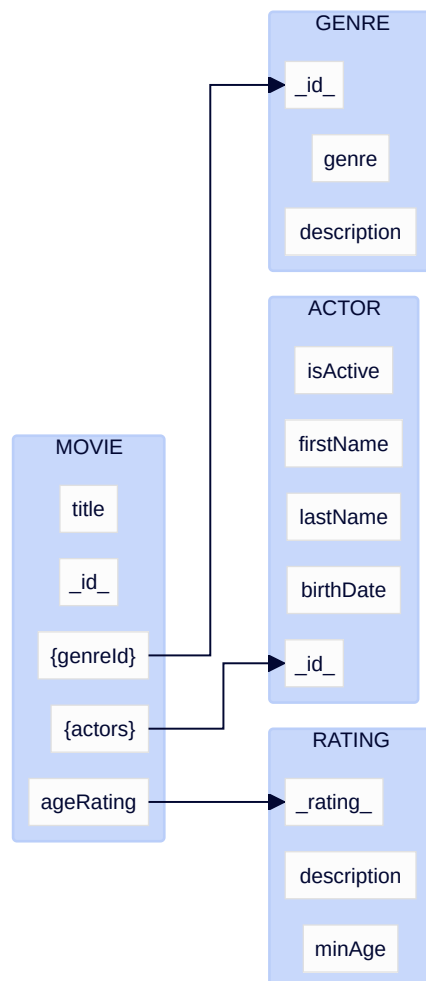 GENRE
_id_
genre
description
ACTOR
isActive
firstName
lastName
birthDate
_id_
MOVIE
title
_id_
{genreId}
{actors}
ageRating
RATING
_rating_
description
minAge